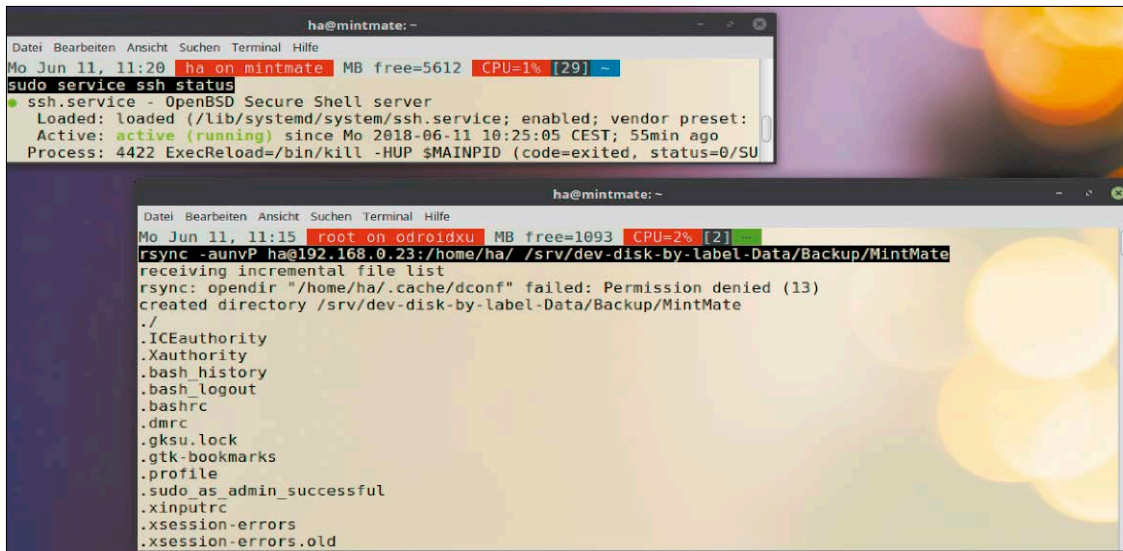 ha@mintmate: ~
Datei Bearbeiten Ansicht Suchen Terminal Hilfe
Mo Jun 11, 11:20 ha on mintmate MB free=5612 CPU=1% [29] ~
sudo service ssh status
● ssh.service - OpenBSD Secure Shell server
Loaded: loaded (/lib/systemd/system/ssh.service; enabled; vendor preset:
Active: active (running) since Mo 2018-06-11 10:25:05 CEST; 55min ago
Process: 4422 ExecReload=/bin/kill -HUP $MAINPID (code=exited, status=0/SU
ha@mintmate: ~
Datei Bearbeiten Ansicht Suchen Terminal Hilfe
Mo Jun 11, 11:15 root on odroidxu MB free=1093 CPU=2% [2] ~
rsync -aunvP ha@192.168.0.23:/home/ha/ /srv/dev-disk-by-label-Data/Backup/MintMate
receiving incremental file list
rsync: opendir "/home/ha/.cache/dconf" failed: Permission denied (13)
created directory /srv/dev-disk-by-label-Data/Backup/MintMate
./
.ICEauthority
.Xauthority
.bash_history
.bash_logout
.bashrc
.dmrc
.gksu.lock
.gtk-bookmarks
.profile
.sudo_as_admin_successful
.xinputrc
.xsession-errors
.xsession-errors.old